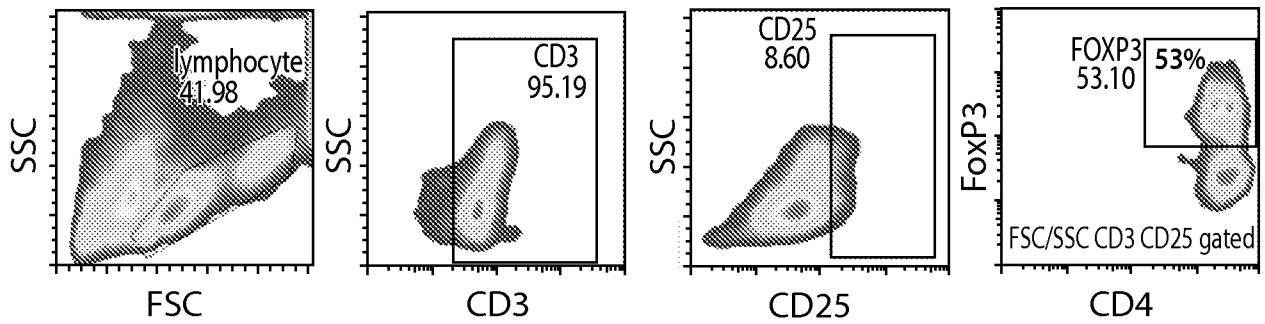 SSC
lymphocyte
41.98
FSC
SSC
CD3
95.19
CD3
SSC
CD25
8.60
CD25
FoxP3
FOXP3
53.10
53%
FSC/SSC CD3 CD25 gated
CD4